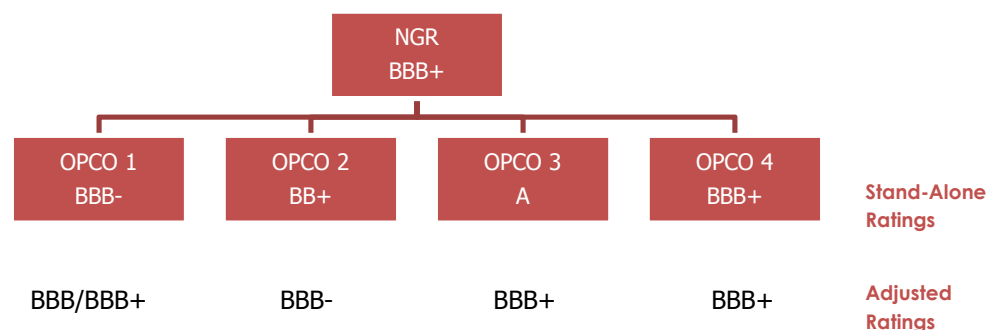 NGR
BBB+
OPCO 1
BBB-
OPCO 2
BB+
OPCO 3
A
OPCO 4
BBB+
Stand-Alone
Ratings
BBB/BBB+
BBB-
BBB+
BBB+
Adjusted
Ratings